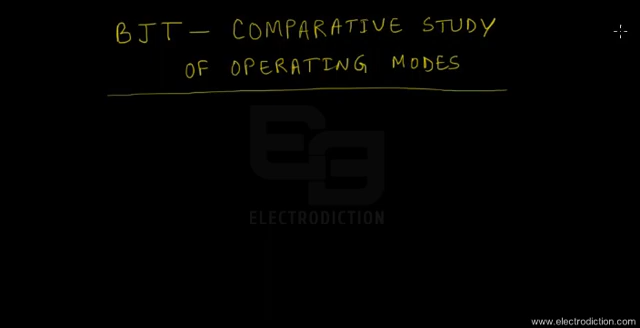 BJT – COMPARATIVE STUDY
OF OPERATING MODES
ELECTRODICTION
www.electrodiction.com